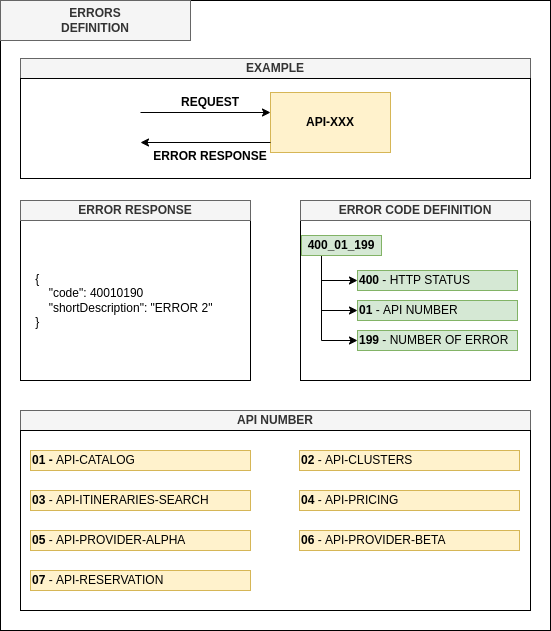 ERRORS
DEFINITION
EXAMPLE
REQUEST
API-XXX
ERROR RESPONSE
ERROR RESPONSE
{
"code": 40010190
"shortDescription": "ERROR 2"
}
ERROR CODE DEFINITION
400_01_199
400 - HTTP STATUS
01 - API NUMBER
199 - NUMBER OF ERROR
API NUMBER
01 - API-CATALOG
02 - API-CLUSTERS
03 - API-ITINERARIES-SEARCH
04 - API-PRICING
05 - API-PROVIDER-ALPHA
06 - API-PROVIDER-BETA
07 - API-RESERVATION